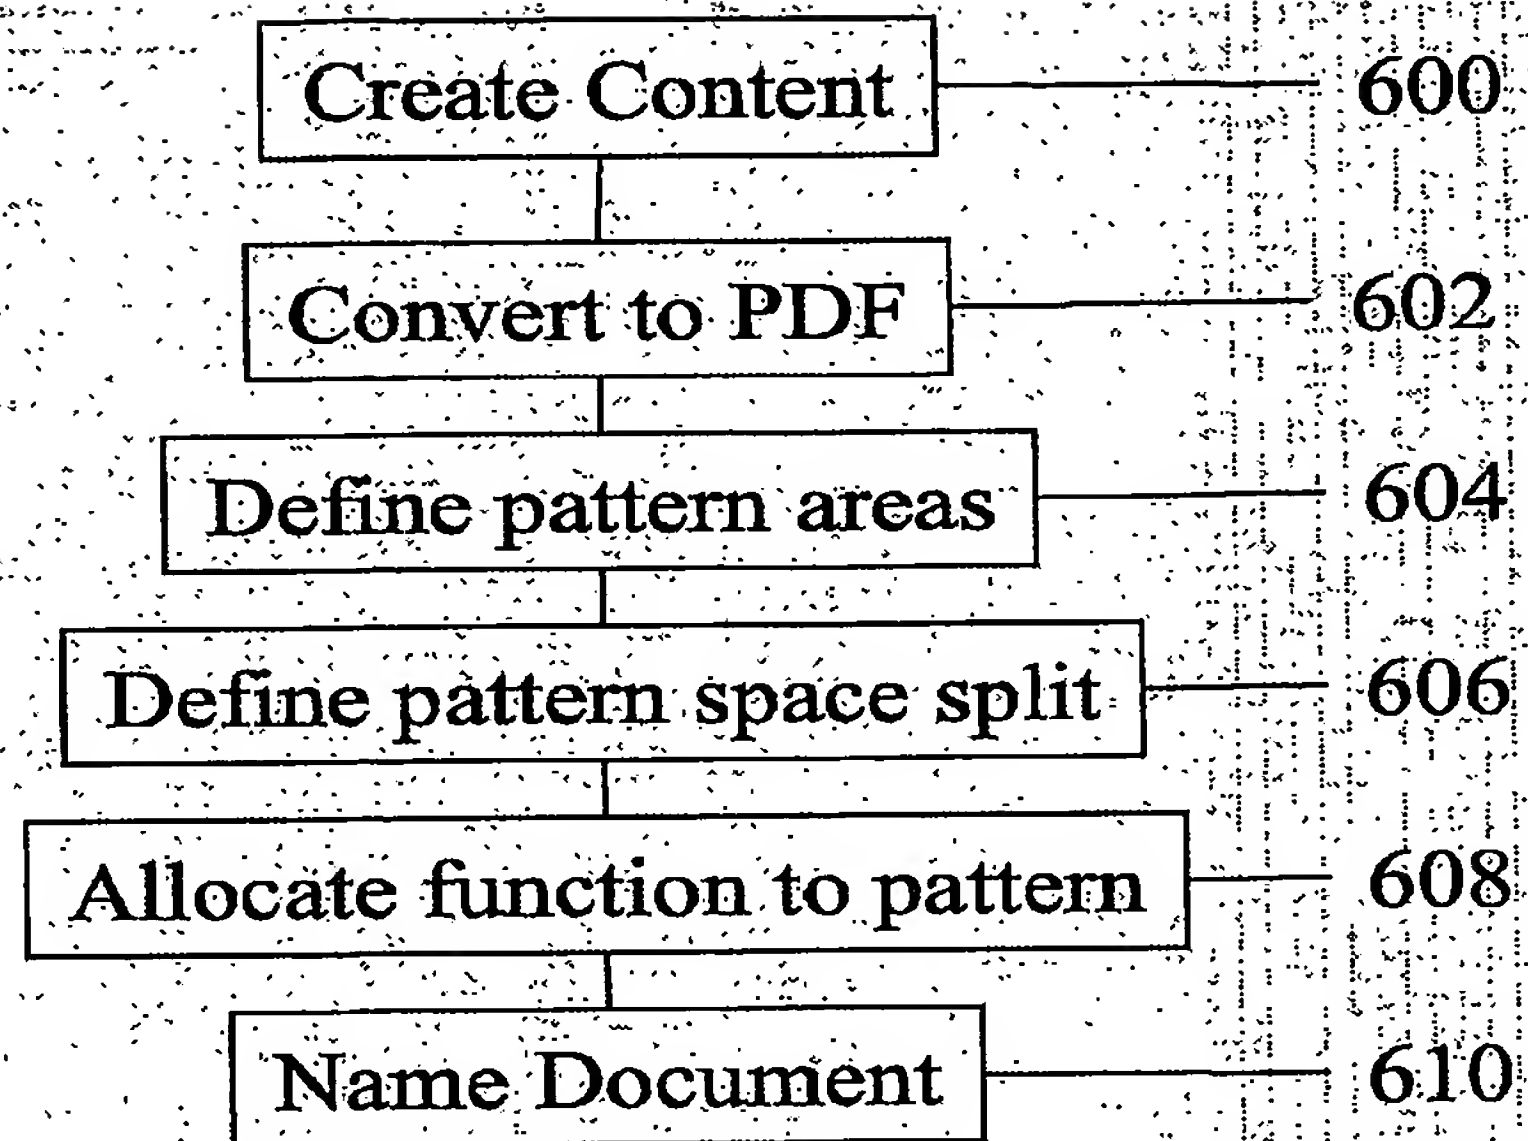 Create Content 600
Convert to PDF 602
Define pattern areas 604
Define pattern space split 606
Allocate function to pattern 608
Name Document 610